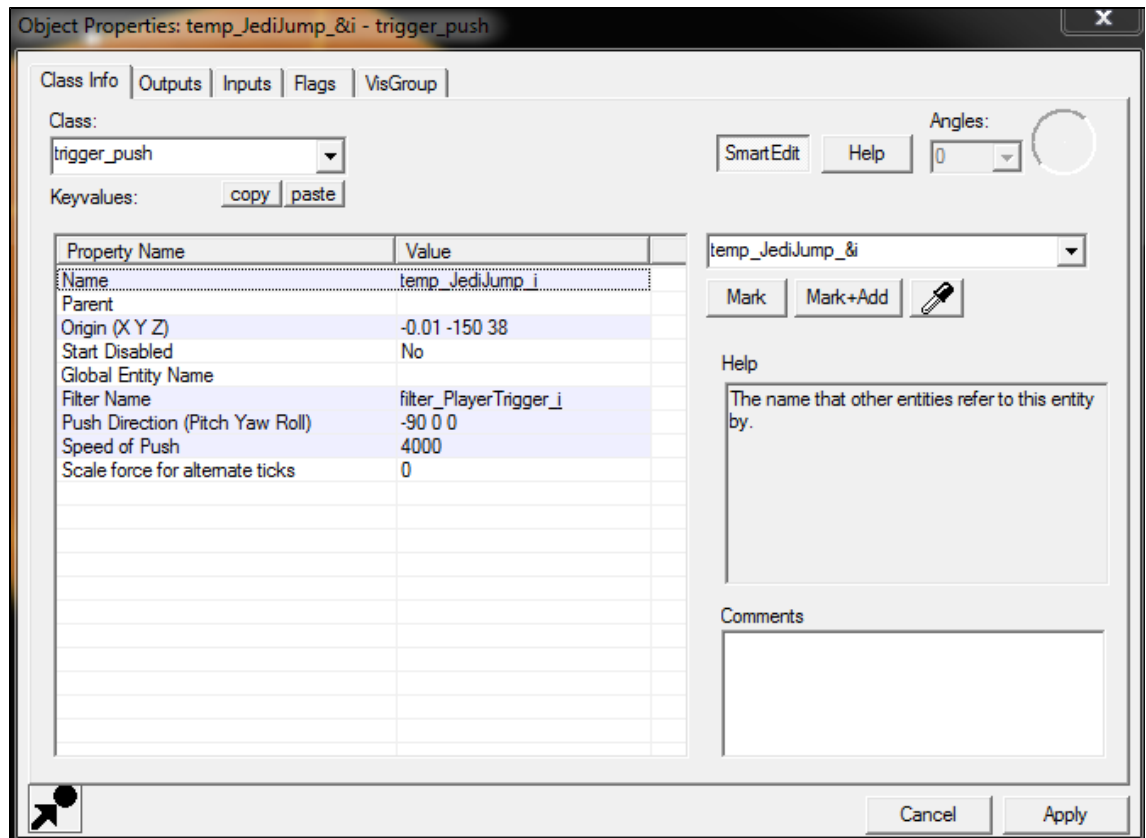 Object Properties: temp_JediJump_&i - trigger_push
X
Class Info Outputs Inputs Flags VisGroup
Class:
trigger_push
Keyvalues:
copy paste
SmartEdit
Help
Angles:
0
Property Name Value
Name temp_JediJump_i
Parent
Origin (X Y Z) -0.01 -150 38
Start Disabled No
Global Entity Name
Filter Name filter_PlayerTrigger_i
Push Direction (Pitch Yaw Roll) -90 0 0
Speed of Push 4000
Scale force for alternate ticks 0
temp_JediJump_&i
Mark Mark+Add
Help
The name that other entities refer to this entity
by.
Comments
Cancel Apply